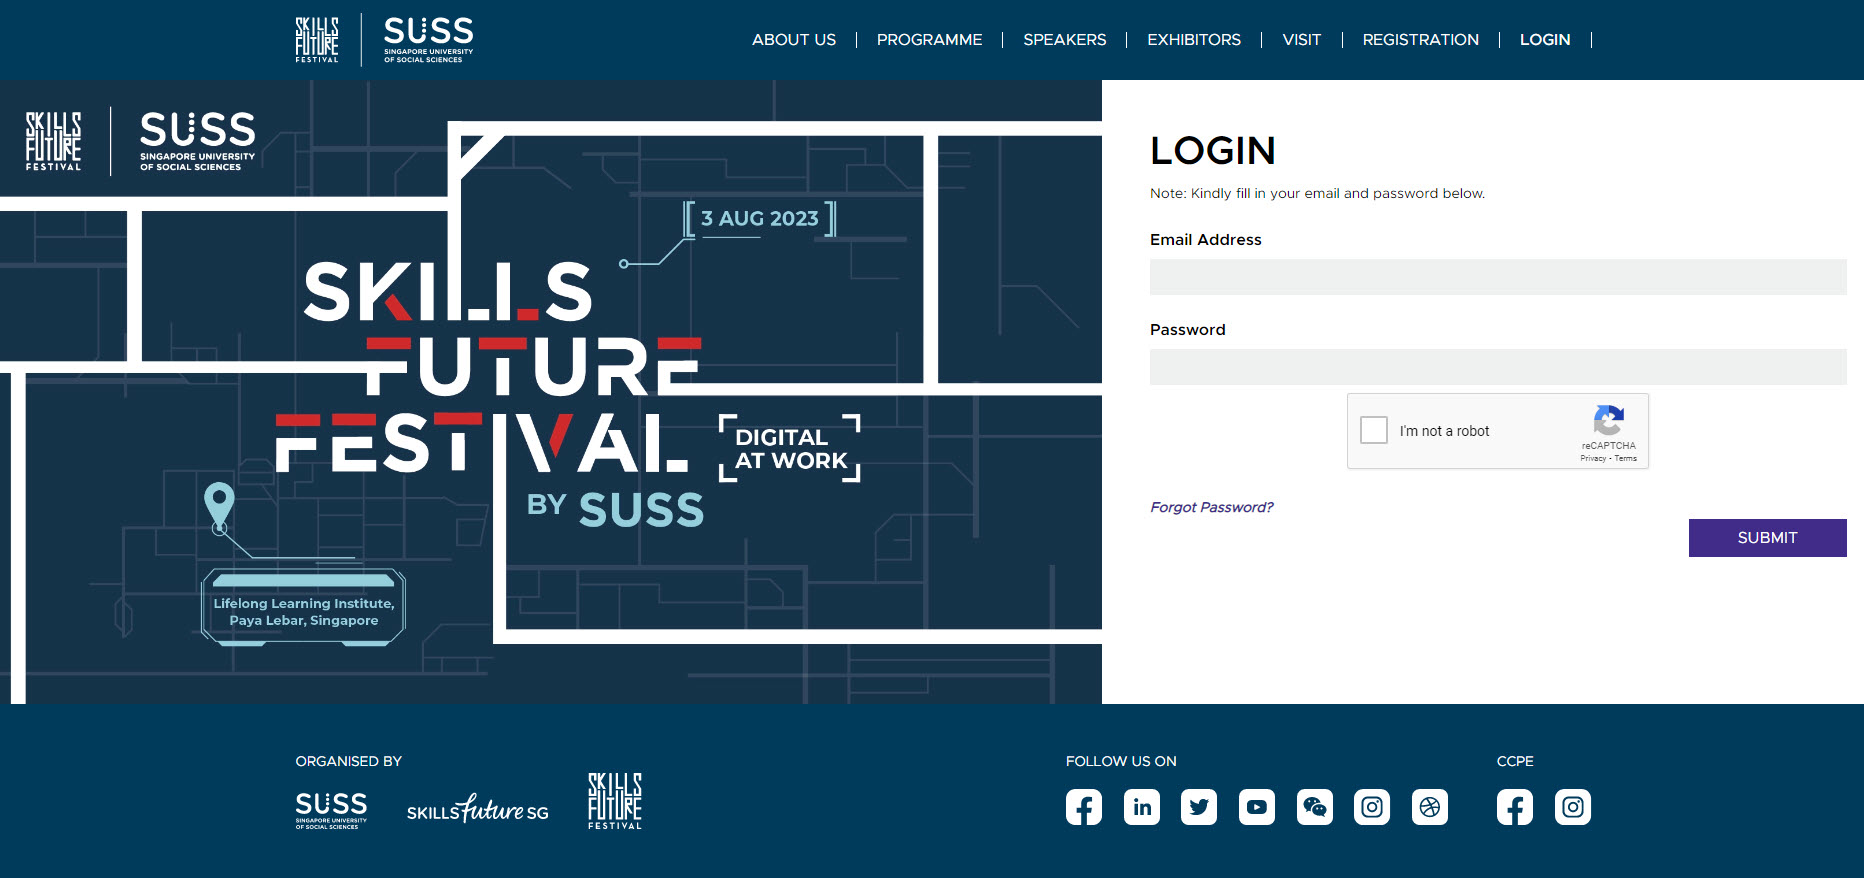 SKILLS
FUTURE
FESTIVAL
SUSS
SINGAPORE UNIVERSITY
OF SOCIAL SCIENCES
ABOUT US
PROGRAMME
SPEAKERS
EXHIBITORS
VISIT
REGISTRATION
LOGIN
SKILLS
FUTURE
FESTIVAL
SUSS
SINGAPORE UNIVERSITY
OF SOCIAL SCIENCES
3 AUG 2023
SKILLS
FUTURE
FESTIVAL
DIGITAL
AT WORK
BY SUSS
Lifelong Learning Institute,
Paya Lebar, Singapore
LOGIN
Note: Kindly fill in your email and password below.
Email Address
Password
I'm not a robot
reCAPTCHA
Privacy - Terms
Forgot Password?
SUBMIT
ORGANISED BY
SUSS
SINGAPORE UNIVERSITY
OF SOCIAL SCIENCES
SKILLSfuture SG
SKILLS
FUTURE
FESTIVAL
FOLLOW US ON
CCPE